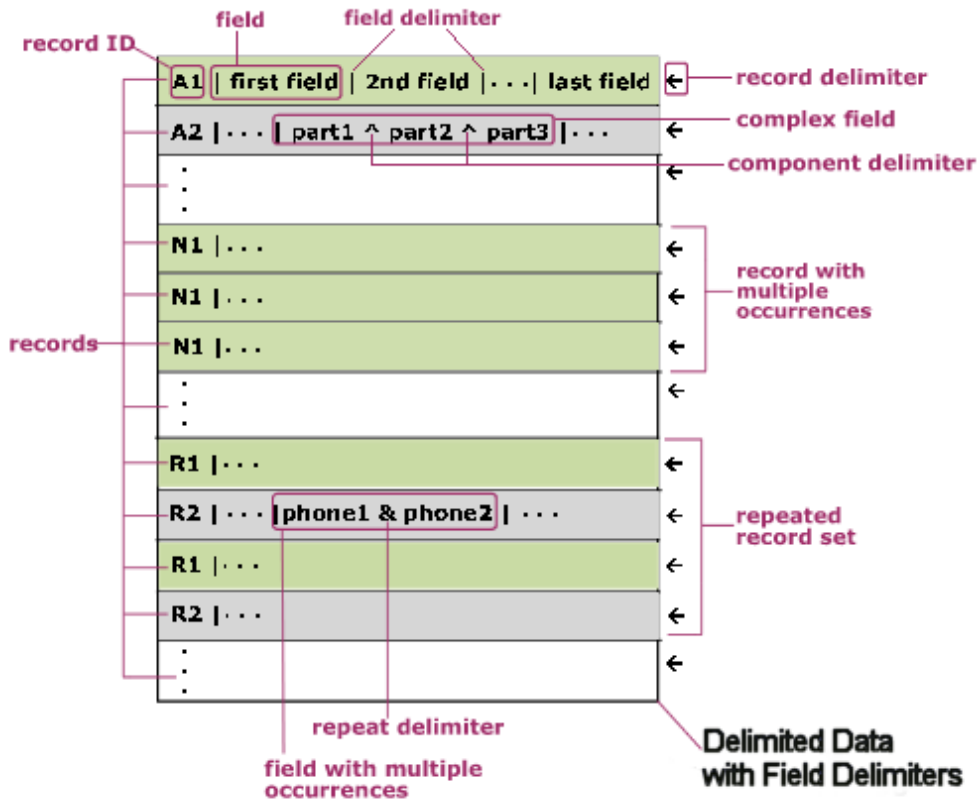 field
field delimiter
record ID
A1 | first field | 2nd field |...| last field ←
record delimiter
A2 |... | part1 ^ part2 ^ part3 |... ←
complex field
component delimiter
. ←
.
.
N1 |... ←
N1 |... ←
N1 |... ←
record with
multiple
occurrences
records
. ←
.
.
R1 |... ←
R2 |... |phone1 & phone2 | ... ←
R1 |... ←
R2 |... ←
repeated
record set
. ←
.
.
repeat delimiter
field with multiple
occurrences
Delimited Data
with Field Delimiters